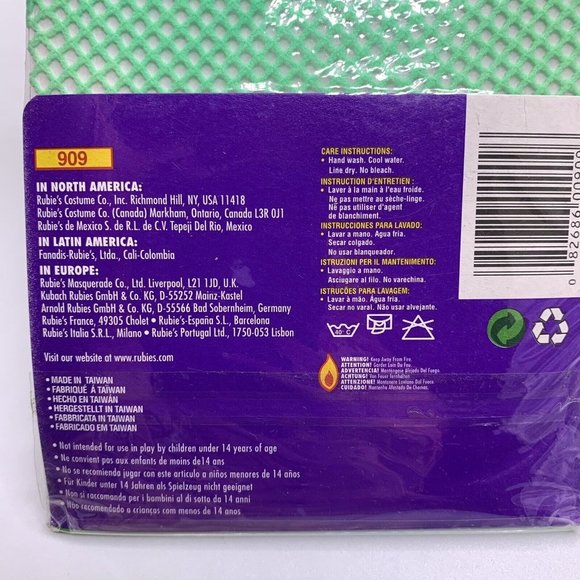 909
IN NORTH AMERICA:
Rubie's Costume Co., Inc. Richmond Hill, NY, USA 11418
Rubie's Costume Co. (Canada) Markham, Ontario, Canada L3R 0J1
Rubie's de Mexico S. de R.L. de C.V. Tepeji Del Rio, Mexico
IN LATIN AMERICA:
Fanadis-Rubie's, Ltda., Cali-Colombia
IN EUROPE:
Rubie's Masquerade Co., Ltd. Liverpool, L21 1JD, U.K.
Kubach Rubies GmbH & Co. KG, D-55252 Mainz-Kastel
Arnold Rubies GmbH & Co. KG, D-55566 Bad Sobernheim, Germany
Rubie's France, 49305 Cholet • Rubie's-España S.L., Barcelona
Rubie's Italia S.R.L., Milano • Rubie's Portugal Ltd., 1750-053 Lisbon
Visit our website at www.rubies.com
• MADE IN TAIWAN
• FABRIQUÉ À TAÏWAN
• HECHO EN TAIWÁN
• HERGESTELLT IN TAIWAN
• FABBRICATA IN TAIWAN
• FABRICADO EM TAIWAN
• Not intended for use in play by children under 14 years of age
• Ne convient pas aux enfants de moins de14 ans
• No se recomienda jugar con este articulo a niños menores de 14 años
• Für Kinder unter 14 Jahren als Spielzeug nicht geeignet
• Non si raccomando per i bambini al di sotto da 14 anni
• Não recomendado a crianços com menos de 14 anos
CARE INSTRUCTIONS:
• Hand wash. Cool water.
Line dry. No bleach.
INSTRUCTION D'ENTRETIEN :
• Laver à la main à l'eau froide.
Ne pas mettre au sèche-linge.
Ne pas utiliser d'agent
de blanchiment.
INSTRUCCIONES PARA LAVADO:
• Lavar a mano. Agua fria.
Secar colgado.
No usar blanqueador.
ISTRUZIONI PER IL MANTENIMENTO:
• Lavaggio a mano.
Asciugare al filo. No varechina.
ISTRUÇÕES PARA LAVAGEM:
• Lavar à mão. Água fria.
Secar no varal. Não usar alvejante.
40°C
WARNING! Keep Away From Fire
ATTENTION! Garder Loin Du Feu
ADVERTENCIA! Manténgase Alejado Del Fuego
ACHTUNG! Von Feuer Fernhalten
ATTENZIONE! Mantenere Lontano Dal Fuoco
CUIDADO! Mantenha Afastado De Chamas.